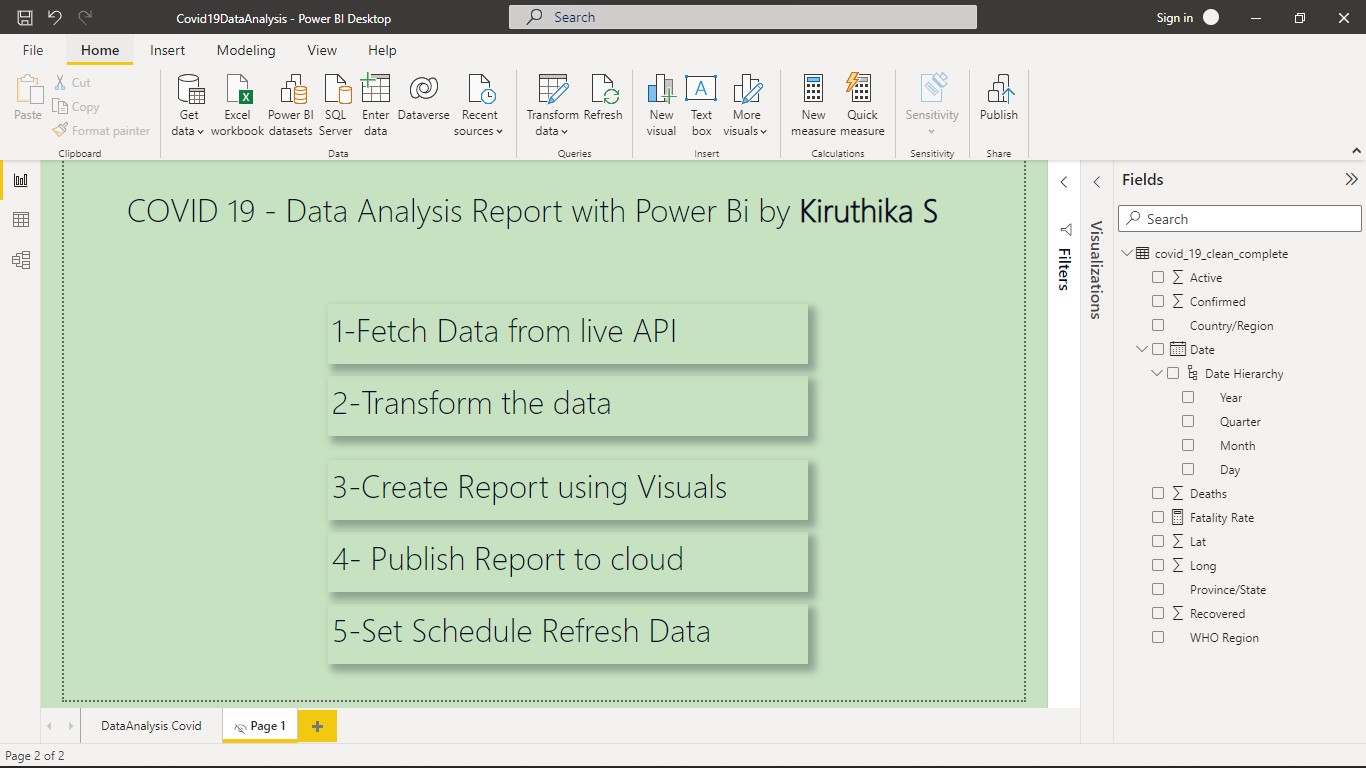 Covid19DataAnalysis - Power BI Desktop
Search
Sign in
File Home Insert Modeling View Help
Paste
Cut
Copy
Format painter
Clipboard
Get data
Excel workbook
Power BI datasets
SQL Server
Enter data
Dataverse
Recent sources
Data
Transform data
Refresh
Queries
New visual
Text box
More visuals
Insert
New measure
Quick measure
Calculations
Sensitivity
Sensitivity
Publish
Share
COVID 19 - Data Analysis Report with Power Bi by Kiruthika S
1-Fetch Data from live API
2-Transform the data
3-Create Report using Visuals
4- Publish Report to cloud
5-Set Schedule Refresh Data
Filters
Visualizations
Fields
Search
covid_19_clean_complete
Active
Confirmed
Country/Region
Date
Date Hierarchy
Year
Quarter
Month
Day
Deaths
Fatality Rate
Lat
Long
Province/State
Recovered
WHO Region
DataAnalysis Covid
Page 1
Page 2 of 2